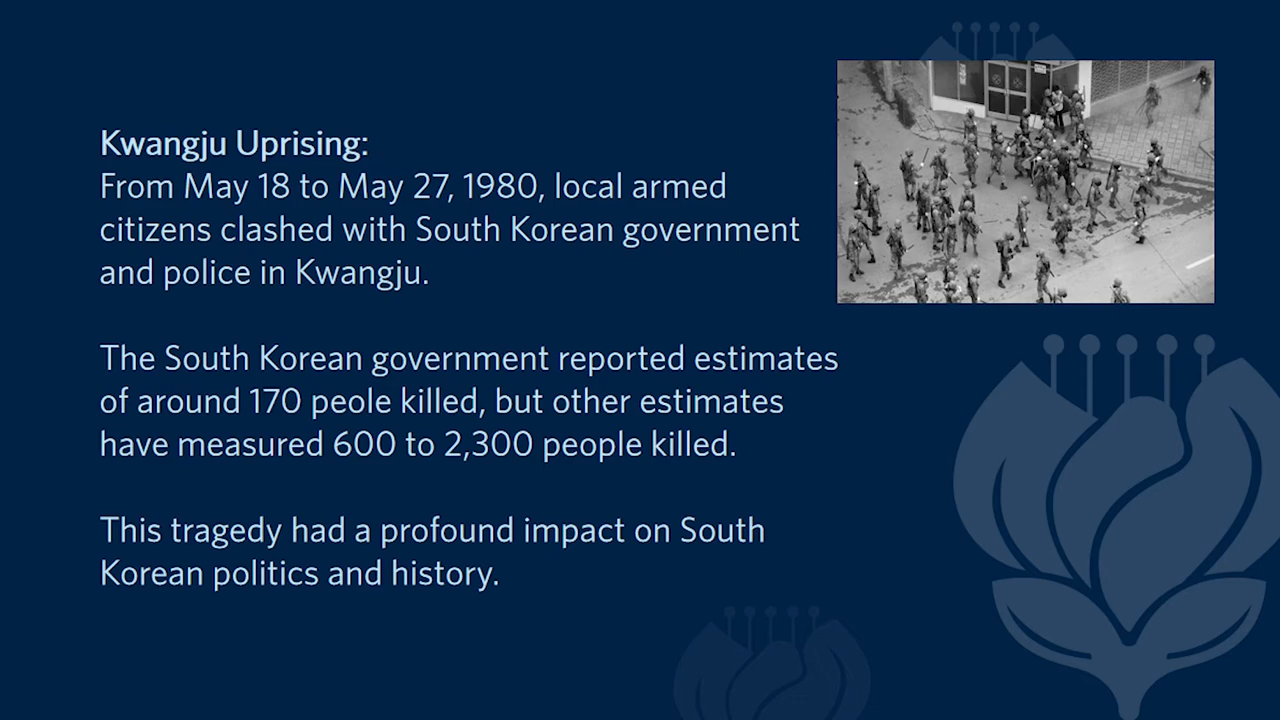 Kwangju Uprising:
From May 18 to May 27, 1980, local armed
citizens clashed with South Korean government
and police in Kwangju.
The South Korean government reported estimates
of around 170 peole killed, but other estimates
have measured 600 to 2,300 people killed.
This tragedy had a profound impact on South
Korean politics and history.